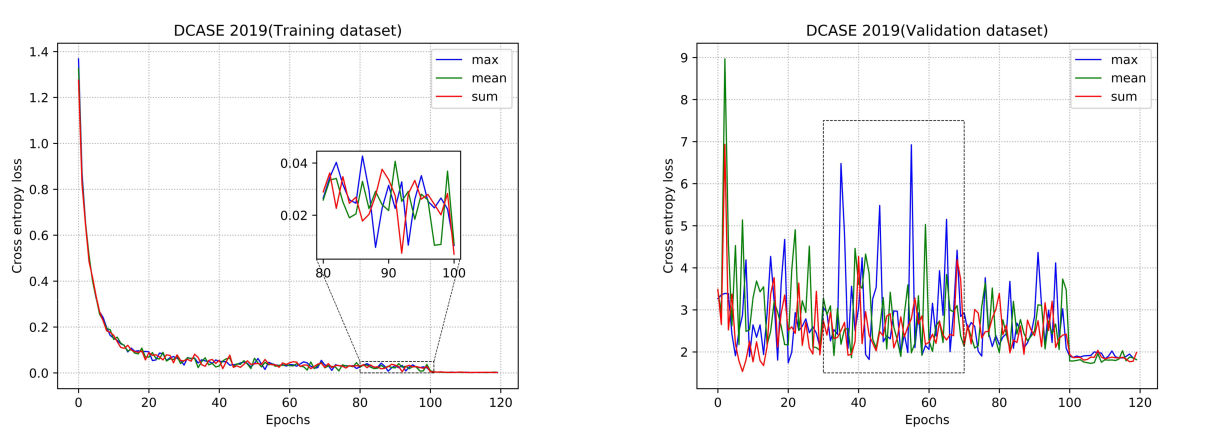 DCASE 2019(Training dataset)
Cross entropy loss
1.4
1.2
1.0
0.8
0.6
0.4
0.2
0.0
max
mean
sum
0.04
0.02
80 90 100
0 20 40 60 80 100 120
Epochs
DCASE 2019(Validation dataset)
Cross entropy loss
9
8
7
6
5
4
3
2
max
mean
sum
0 20 40 60 80 100 120
Epochs